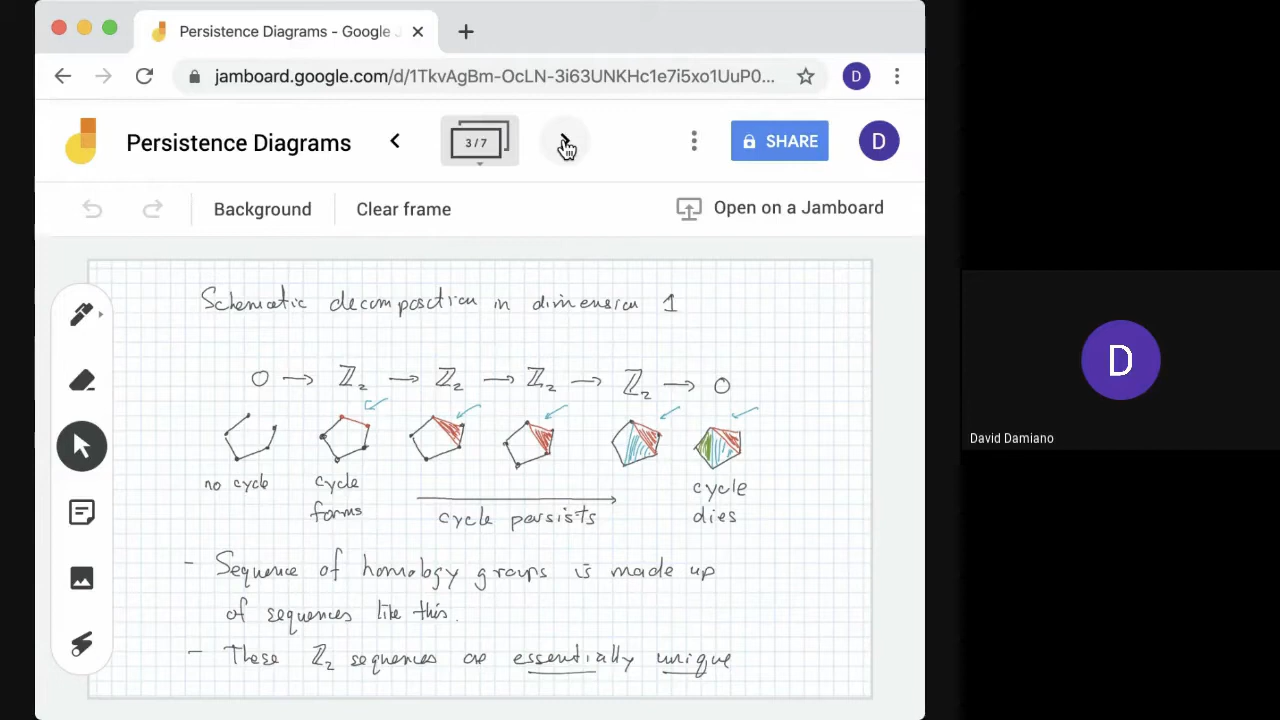 Persistence Diagrams - Google J
jamboard.google.com/d/1TkvAgBm-OcLN-3i63UNKHc1e7i5xo1UuP0...
D
Persistence Diagrams
3/7
SHARE
D
Background
Clear frame
Open on a Jamboard
Schematic decomposition in dimension 1
0 → ℤ₂ → ℤ₂ → ℤ₂ → ℤ₂ → 0
no cycle
cycle
forms
cycle persists
cycle
dies
- Sequence of homology groups is made up
of sequences like this.
- These ℤ₂ sequences are essentially unique
D
David Damiano